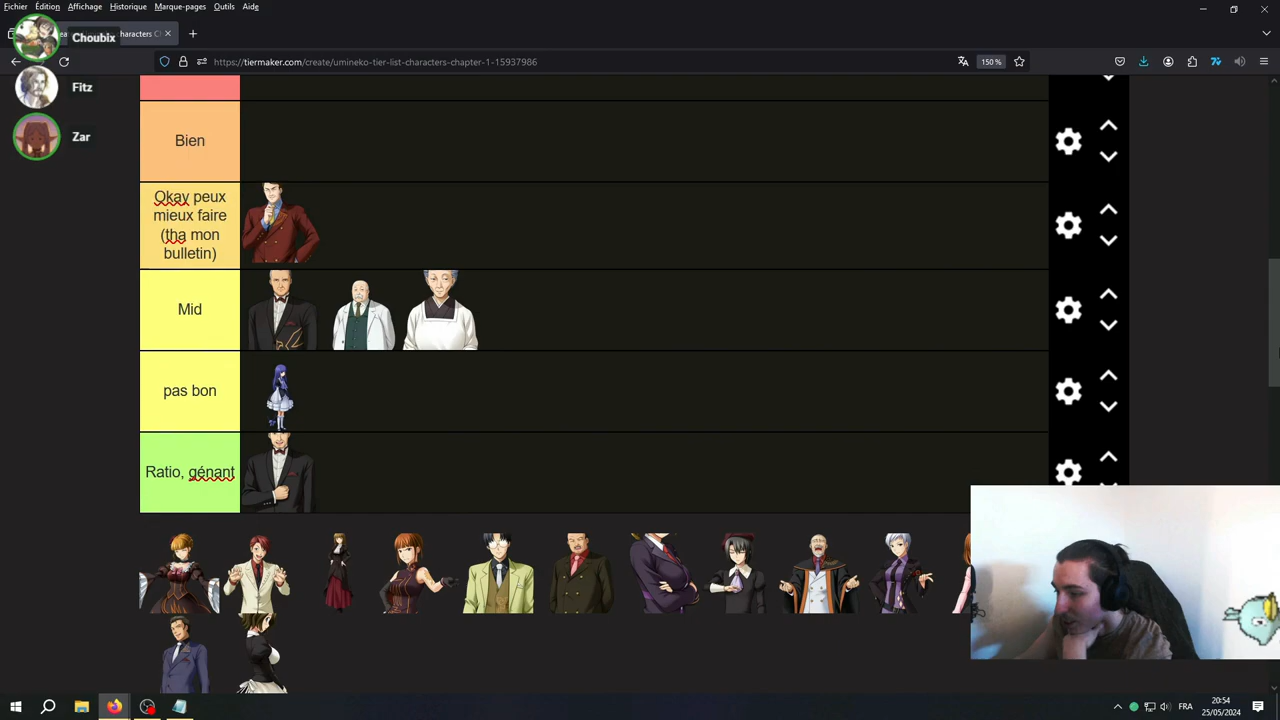 Fichier Édition Affichage Historique Marque-pages Outils Aide
haracters C
https://tiermaker.com/create/umineko-tier-list-characters-chapter-1-15937986
150 %
Choubix
Fitz
Zar
Bien
Okay peux
mieux faire
(tha mon
bulletin)
Mid
pas bon
Ratio, génant
FRA
20:54
25/05/2024